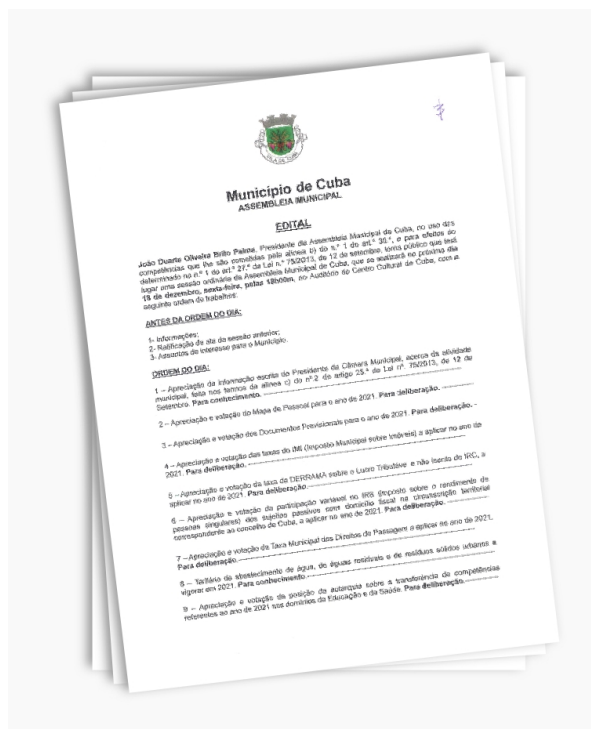 VILA DE CUBA
Município de Cuba
ASSEMBLEIA MUNICIPAL
EDITAL
João Duarte Oliveira Brito Palma, Presidente da Assembleia Municipal de Cuba, no uso das
competências que lhe são cometidas pela alínea b) do n.º 1 do art.º 30.º, e para efeitos do
determinado no n.º 1 do art.º 27.º da Lei n.º 75/2013, de 12 de setembro, torna público que terá
lugar uma sessão ordinária da Assembleia Municipal de Cuba, que se realizará no próximo dia
18 de dezembro, sexta-feira, pelas 18h00m, no Auditório do Centro Cultural de Cuba, com a
seguinte ordem de trabalhos:
ANTES DA ORDEM DO DIA:
1- Informações;
2- Ratificação da ata da sessão anterior;
3- Assuntos de interesse para o Município.
ORDEM DO DIA:
1 – Apreciação da informação escrita do Presidente da Câmara Municipal, acerca da atividade
municipal, feita nos termos da alínea c) do nº.2 do artigo 25.º da Lei nº. 75/2013, de 12 de
Setembro. Para conhecimento. ------------------------
2 – Apreciação e votação do Mapa de Pessoal para o ano de 2021. Para deliberação. ------------
3 – Apreciação e votação dos Documentos Previsionais para o ano de 2021. Para deliberação. -
4 – Apreciação e votação das taxas do IMI (Imposto Municipal sobre Imóveis) a aplicar no ano de
2021. Para deliberação. ------------------------
5 – Apreciação e votação da taxa da DERRAMA sobre o Lucro Tributável e não isento de IRC, a
aplicar no ano de 2021. Para deliberação. ------------------------
6 – Apreciação e votação da participação variável no IRS (Imposto sobre o rendimento de
pessoas singulares) dos sujeitos passivos com domicílio fiscal na circunscrição territorial
correspondente ao concelho de Cuba, a aplicar no ano de 2021. Para deliberação. ------------
7 – Apreciação e votação da Taxa Municipal dos Direitos de Passagem a aplicar no ano de 2021.
Para deliberação. ------------------------
8 – Tarifário de abastecimento de água, de águas residuais e de resíduos sólidos urbanos a
vigorar em 2021. Para conhecimento. ------------------------
9 – Apreciação e votação da posição da autarquia sobre a transferência de competências
referentes ao ano de 2021 nos domínios da Educação e da Saúde. Para deliberação. ------------